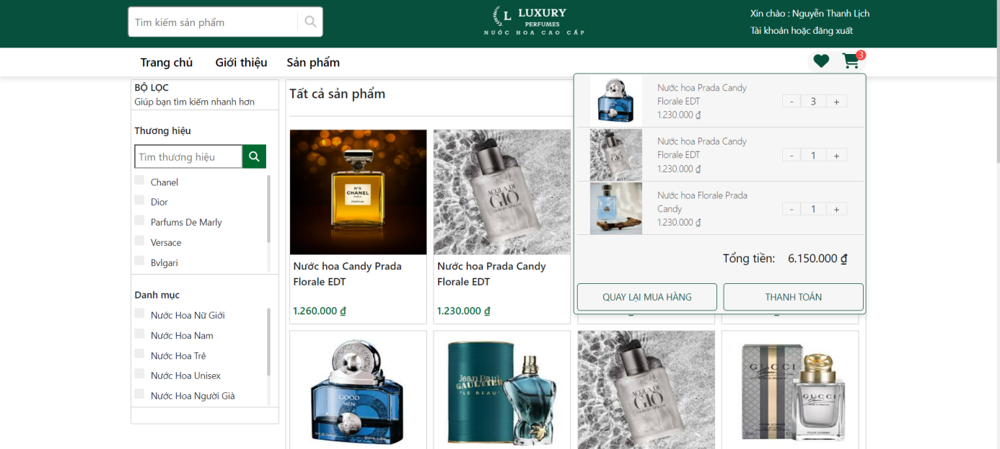 Tìm kiếm sản phẩm
L LUXURY
PERFUMES
NƯỚC HOA CAO CẤP
Xin chào : Nguyễn Thanh Lịch
Tài khoản hoặc đăng xuất
Trang chủ
Giới thiệu
Sản phẩm
3
BỘ LỌC
Giúp bạn tìm kiếm nhanh hơn
Thương hiệu
Tìm thương hiệu
Chanel
Dior
Parfums De Marly
Versace
Bvlgari
Danh mục
Nước Hoa Nữ Giới
Nước Hoa Nam
Nước Hoa Trẻ
Nước Hoa Unisex
Nước Hoa Người Già
Tất cả sản phẩm
N°5
CHANEL
PARIS
PARFUM
Nước hoa Candy Prada
Florale EDT
1.260.000 ₫
ACQUA DI
GIÒ
GIORGIO ARMANI
Nước hoa Prada Candy
Florale EDT
1.230.000 ₫
Nước hoa Prada Candy
Florale EDT
1.230.000 ₫
- 3 +
Nước hoa Prada Candy
Florale EDT
1.230.000 ₫
- 1 +
Nước hoa Florale Prada
Candy
1.230.000 ₫
- 1 +
Tổng tiền: 6.150.000 ₫
QUAY LẠI MUA HÀNG
THANH TOÁN
GOOD
MEN
Jean Paul
GAULTIER
"LE BEAU"
ACQUA DI
GIÒ
GIORGIO ARMANI
GUCCI
GUCCI
POUR HOMME